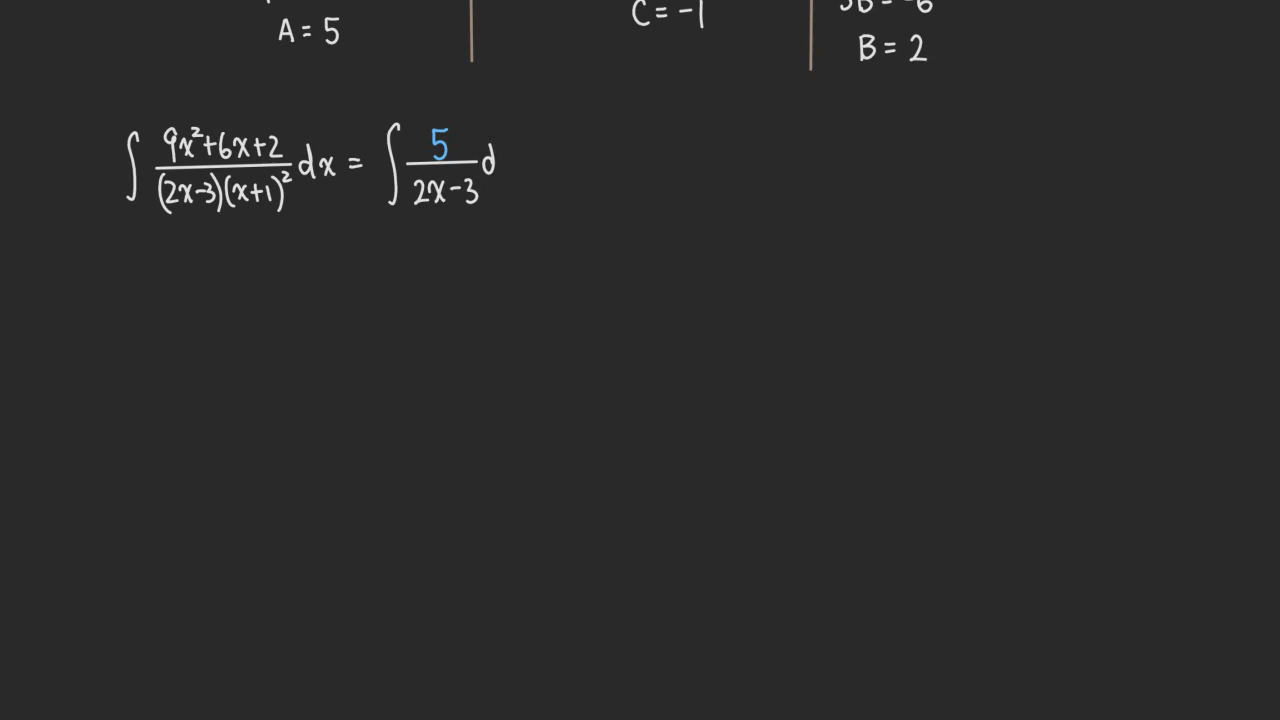 A = 5
C = -1
B = 2
∫ (9x²+6x+2)/((2x-3)(x+1)²) dx = ∫ 5/(2x-3) d